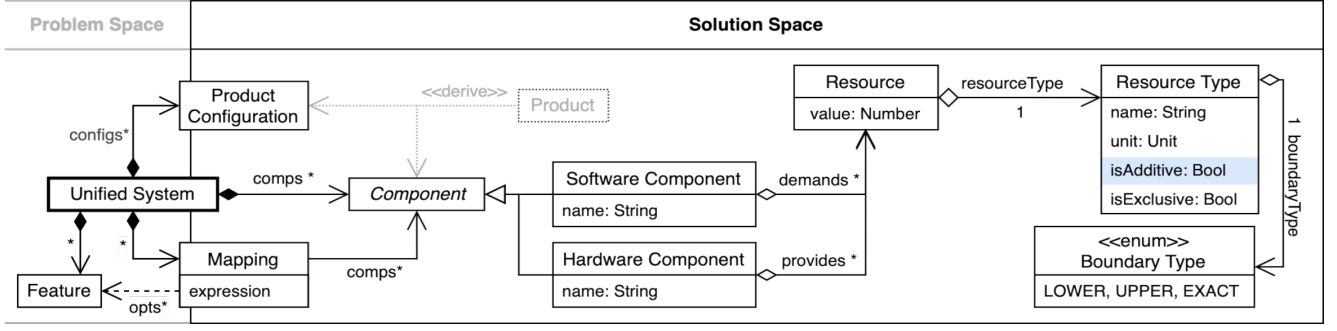 Problem Space
Solution Space
Product
Configuration
<<derive>>
Product
configs*
Unified System
comps *
Component
*
*
Mapping
expression
comps*
Feature
opts*
Software Component
name: String
demands *
Hardware Component
name: String
provides *
Resource
value: Number
resourceType
1
Resource Type
name: String
unit: Unit
isAdditive: Bool
isExclusive: Bool
1 boundaryType
<<enum>>
Boundary Type
LOWER, UPPER, EXACT